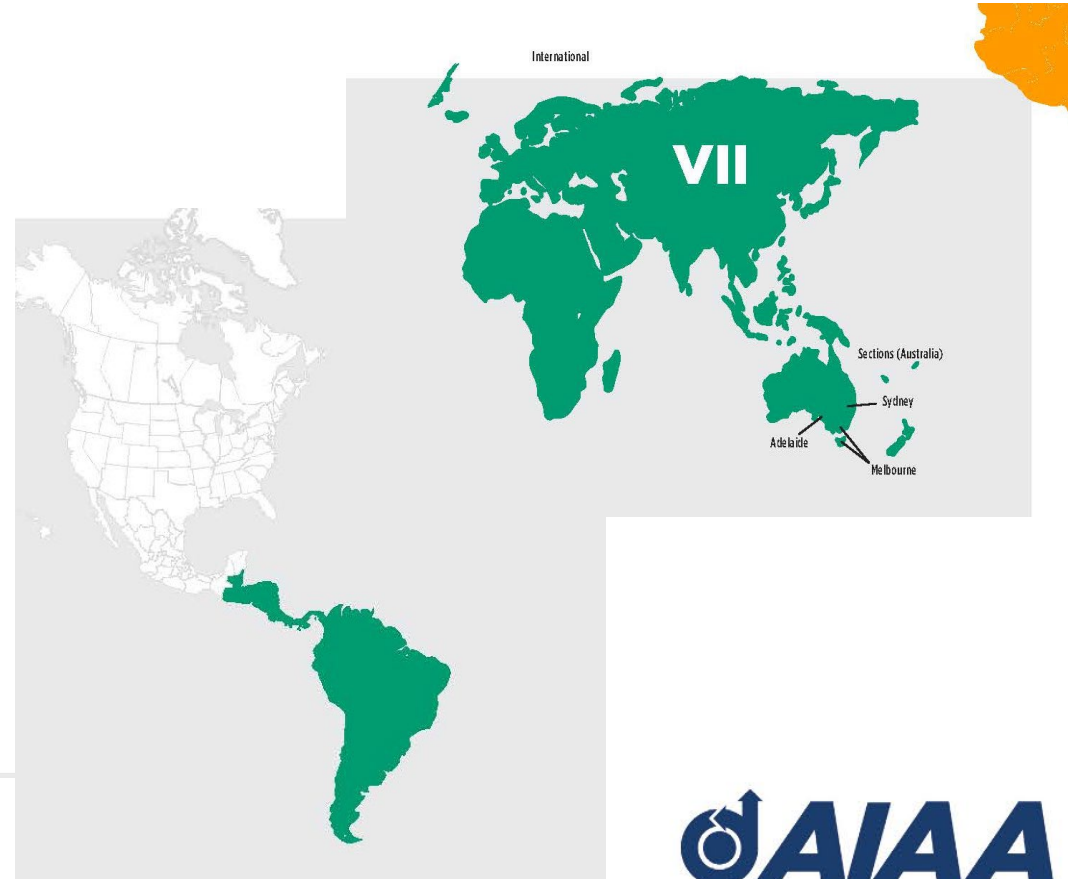 International
VII
Sections (Australia)
Sydney
Adelaide
Melbourne
AIAA